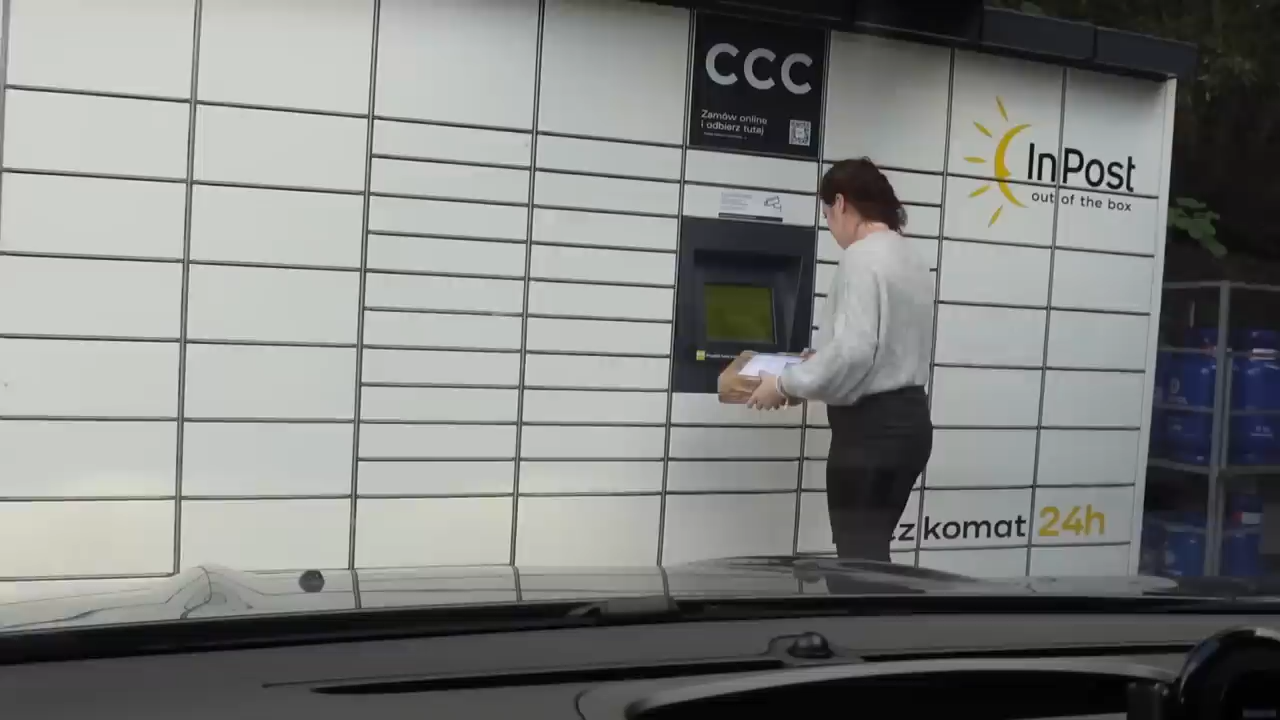 CCC
Zamów online
i odbierz tutaj
InPost
out of the box
zkomat 24h